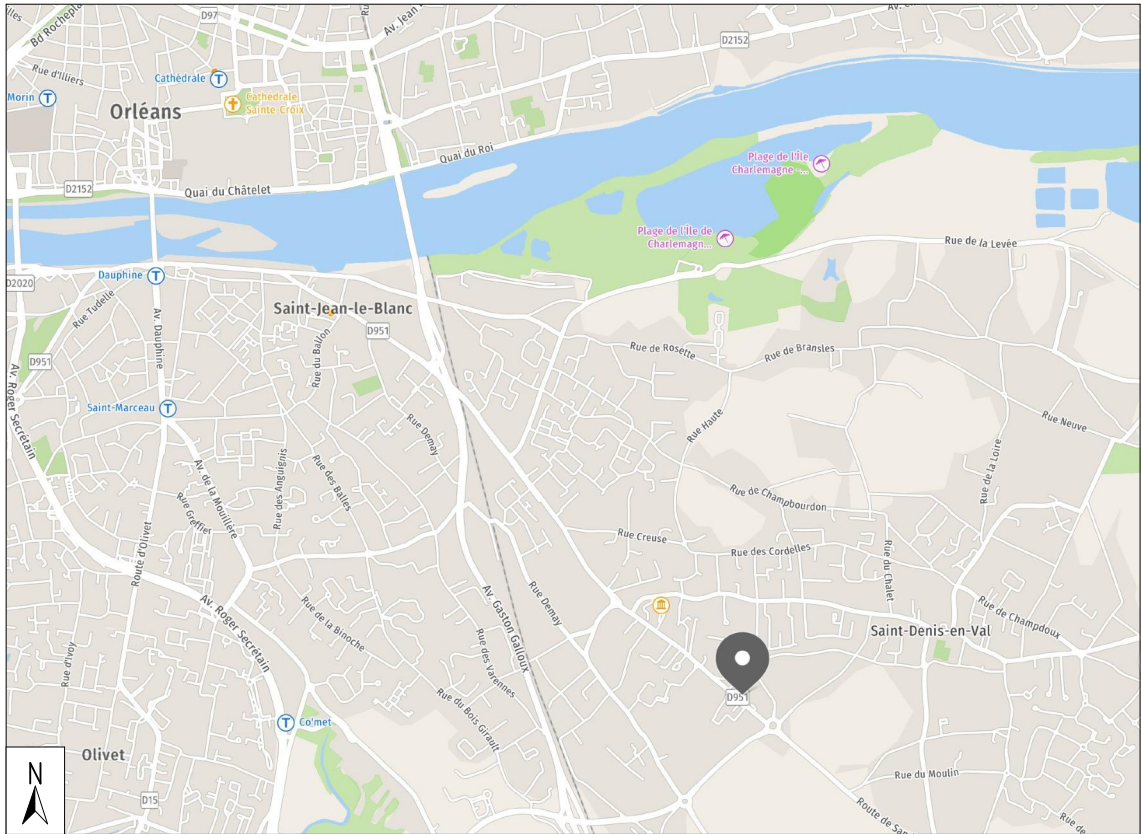 D97
Av. Jean
Bd Rocheplat
Rue d'Illiers
D2152
Cathédrale
T
Morin
T
Cathédrale
Sainte-Croix
Orléans
Quai du Roi
Plage de l'Île
Charlemagne -...
D2152
Quai du Châtelet
Plage de l'Île de
Charlemagn...
Rue de la Levée
Dauphine
T
D2020
Rue Tudelle
Saint-Jean-le-Blanc
Av. Dauphine
D951
Rue du Ballon
Rue de Rosette
Rue de Bransles
D951
Av. Roger Secrétain
Saint-Marceau
T
Rue Demay
Rue Haute
Rue Neuve
Rue de la Loire
Av. de la Mouillère
Rue des Anguignis
Rue des Balles
Rue Greffier
Rue de Champbourdon
Route d'Olivet
Rue Creuse
Rue des Cordelles
Rue du Chalet
Av. Roger Secrétain
Rue de la Binoche
Av. Gaston Galloux
Rue Demay
Rue de Champdoux
Saint-Denis-en-Val
Rue d'Ivoy
Rue des Varennes
Rue du Bois Girault
D951
T
Co'met
Olivet
N
D15
Rue du Moulin
Route de San
Rue de